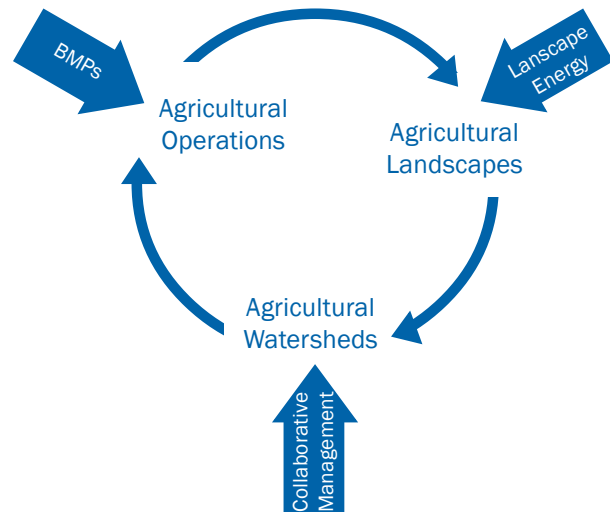 BMPs
Lanscape
Energy
Agricultural
Operations
Agricultural
Landscapes
Agricultural
Watersheds
Collaborative
Management